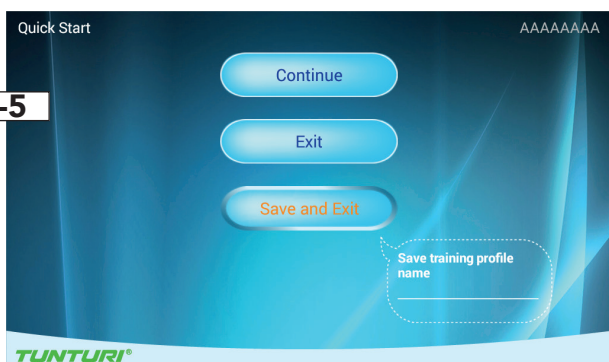 Quick Start
AAAAAAAA
Continue
-5
Exit
Save and Exit
Save training profile
name
TUNTURI®